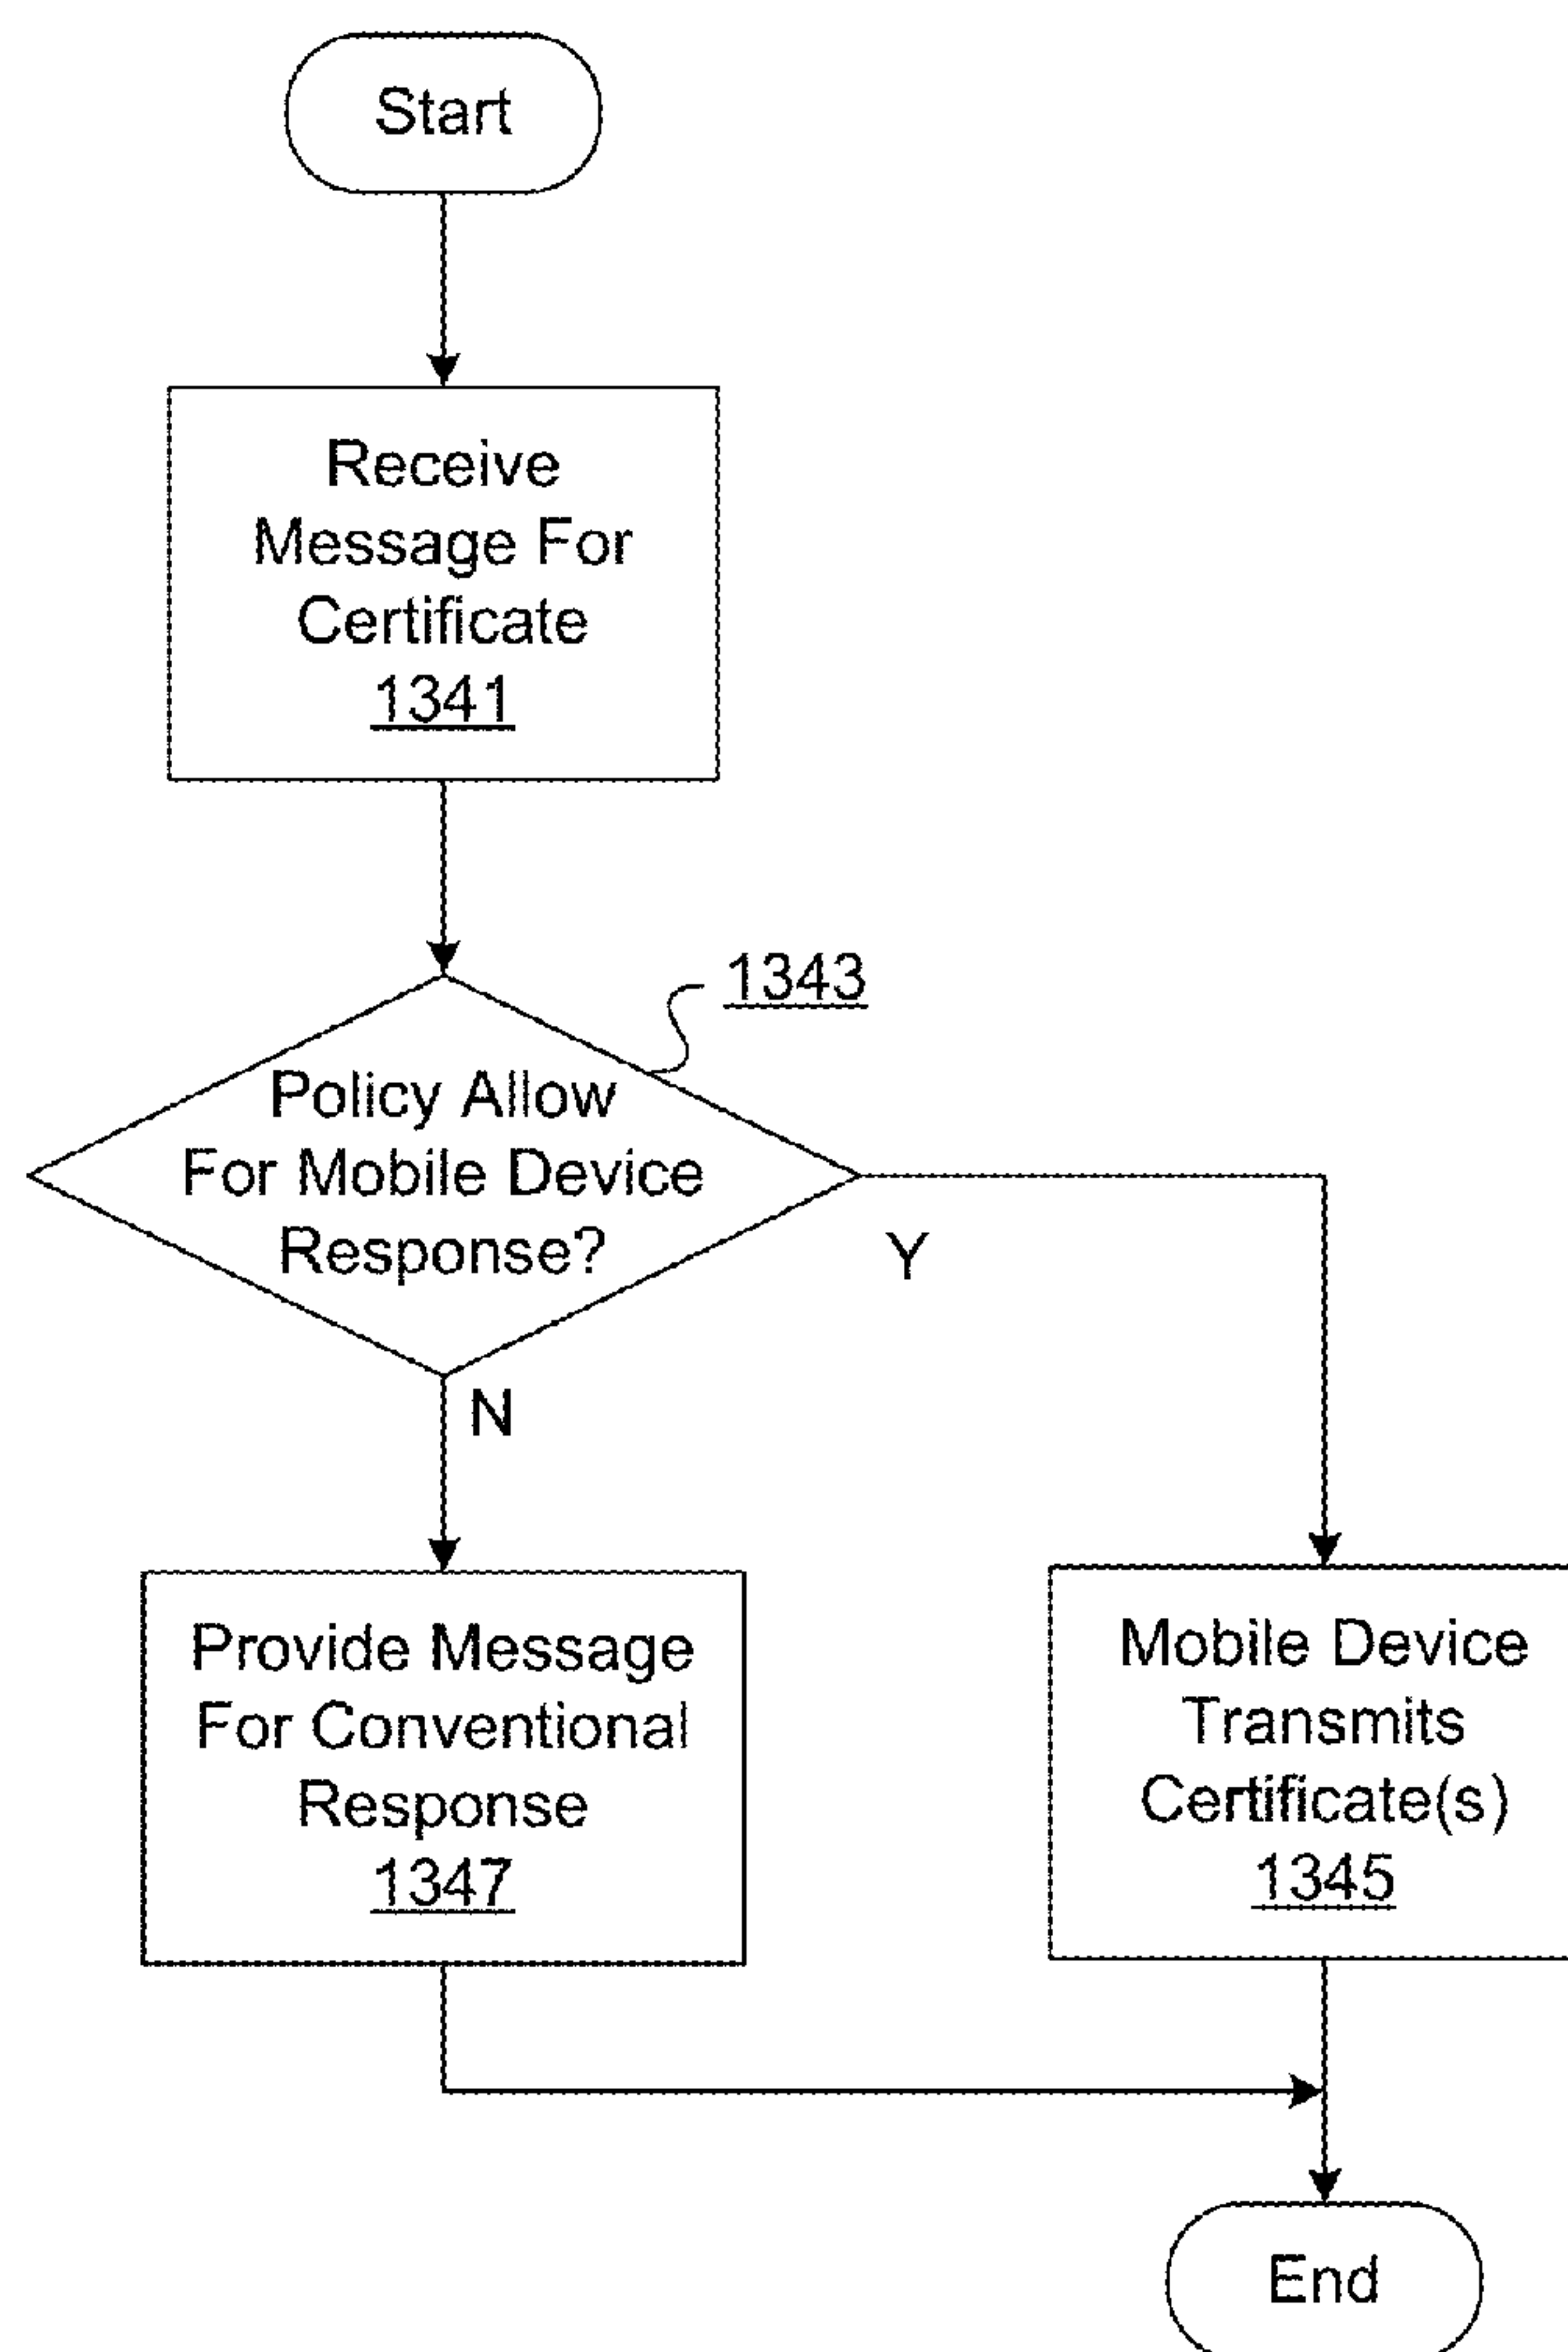 Start
Receive
Message For
Certificate
1341
1343
Policy Allow
For Mobile Device
Response?
Y
N
Provide Message
For Conventional
Response
1347
Mobile Device
Transmits
Certificate(s)
1345
End